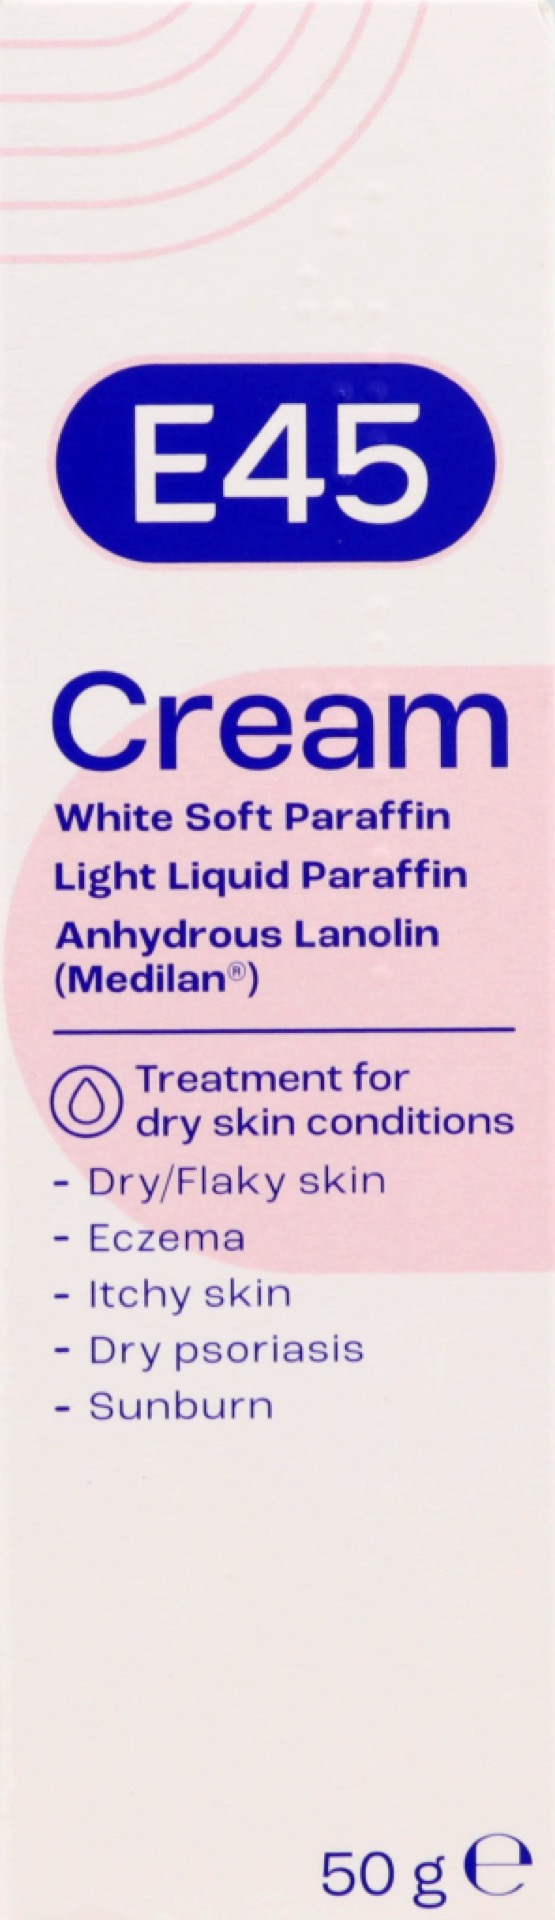 E45
Cream
White Soft Paraffin
Light Liquid Paraffin
Anhydrous Lanolin
(Medilan®)
Treatment for
dry skin conditions
- Dry/Flaky skin
- Eczema
- Itchy skin
- Dry psoriasis
- Sunburn
50 g ℮